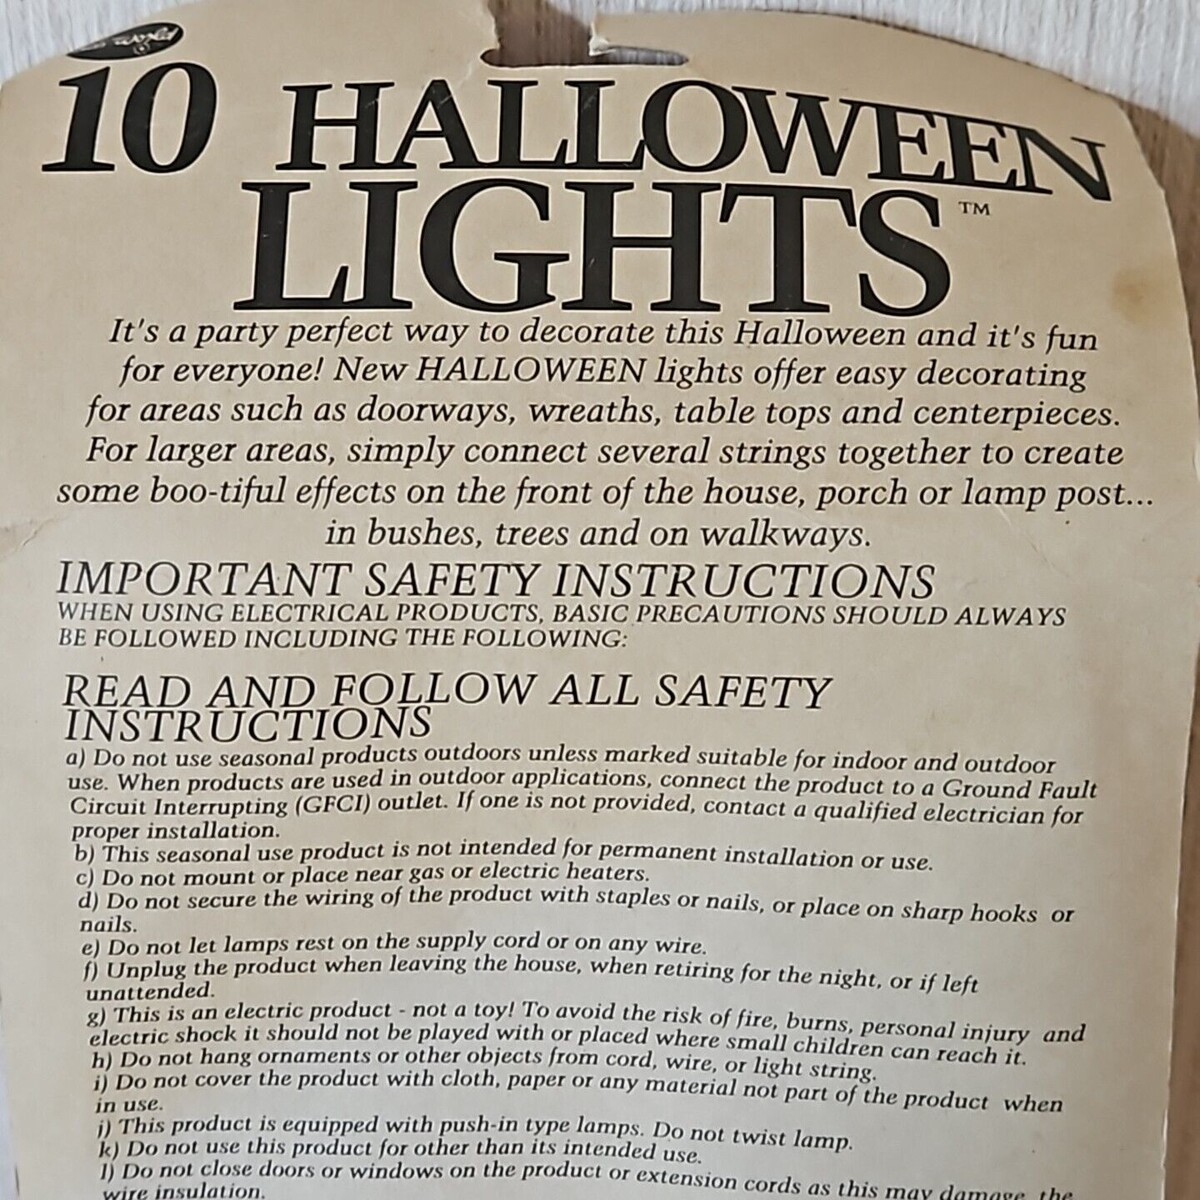 world
10 HALLOWEEN
LIGHTS™
It's a party perfect way to decorate this Halloween and it's fun
for everyone! New HALLOWEEN lights offer easy decorating
for areas such as doorways, wreaths, table tops and centerpieces.
For larger areas, simply connect several strings together to create
some boo-tiful effects on the front of the house, porch or lamp post...
in bushes, trees and on walkways.
IMPORTANT SAFETY INSTRUCTIONS
WHEN USING ELECTRICAL PRODUCTS, BASIC PRECAUTIONS SHOULD ALWAYS
BE FOLLOWED INCLUDING THE FOLLOWING:
READ AND FOLLOW ALL SAFETY
INSTRUCTIONS
a) Do not use seasonal products outdoors unless marked suitable for indoor and outdoor
use. When products are used in outdoor applications, connect the product to a Ground Fault
Circuit Interrupting (GFCI) outlet. If one is not provided, contact a qualified electrician for
proper installation.
b) This seasonal use product is not intended for permanent installation or use.
c) Do not mount or place near gas or electric heaters.
d) Do not secure the wiring of the product with staples or nails, or place on sharp hooks or
nails.
e) Do not let lamps rest on the supply cord or on any wire.
f) Unplug the product when leaving the house, when retiring for the night, or if left
unattended.
g) This is an electric product - not a toy! To avoid the risk of fire, burns, personal injury and
electric shock it should not be played with or placed where small children can reach it.
h) Do not hang ornaments or other objects from cord, wire, or light string.
i) Do not cover the product with cloth, paper or any material not part of the product when
in use.
j) This product is equipped with push-in type lamps. Do not twist lamp.
k) Do not use this product for other than its intended use.
l) Do not close doors or windows on the product or extension cords as this may damage the
wire insulation.